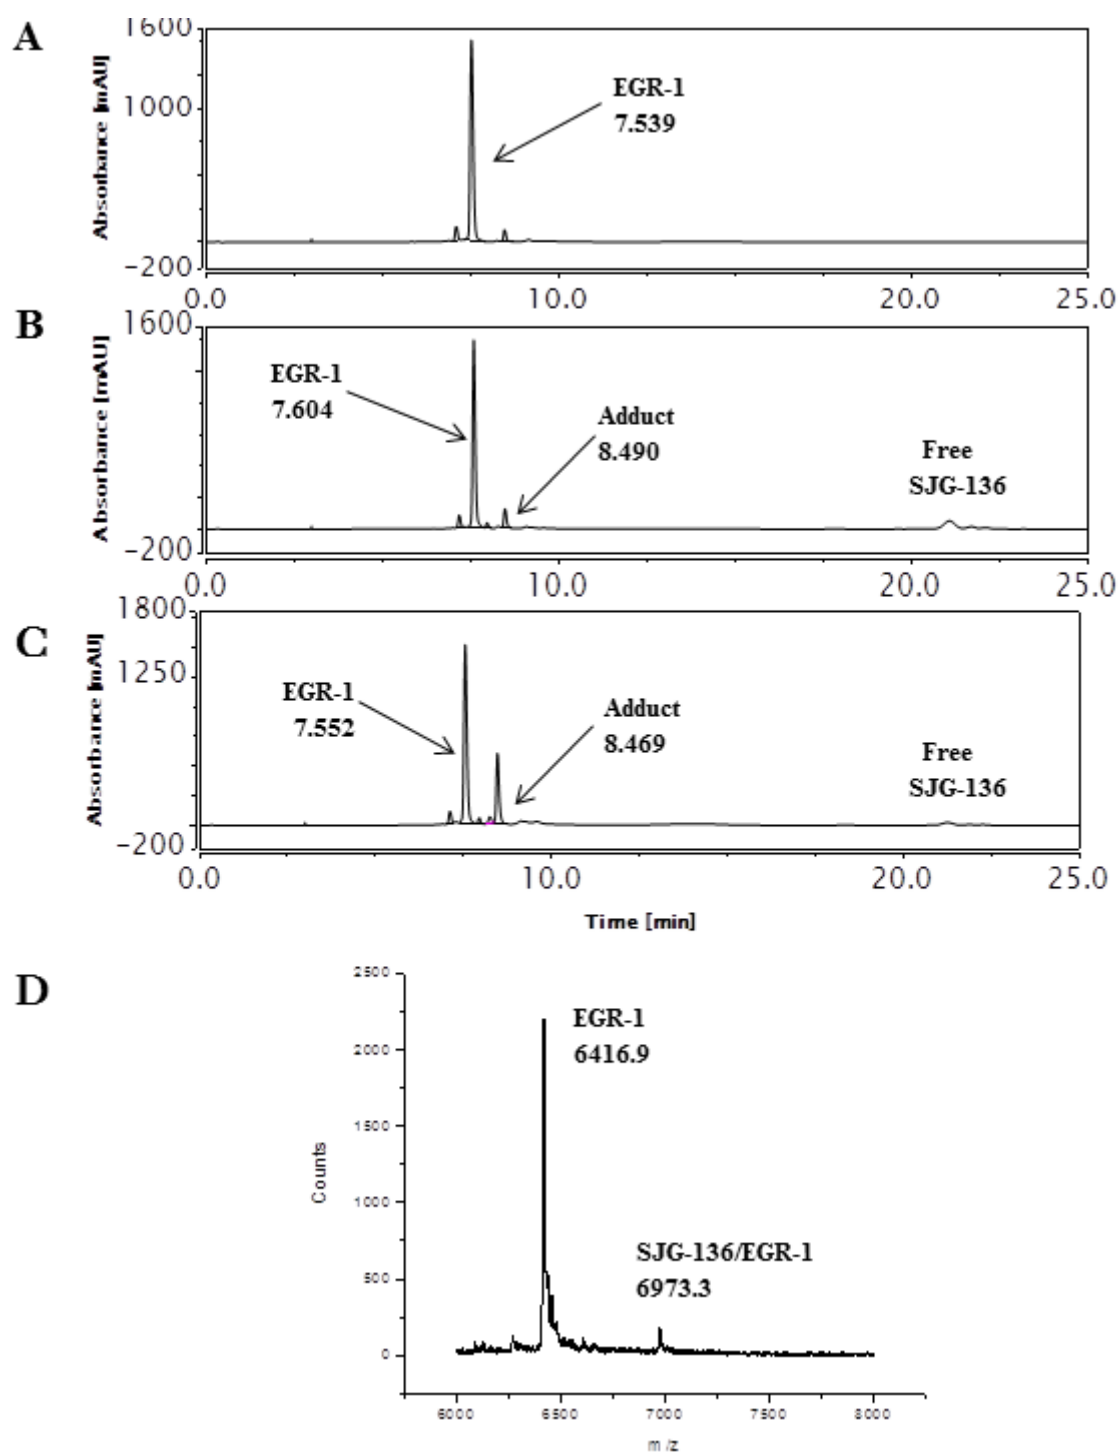 A
Absorbance [mAU]
1600
1000
-200
EGR-1
7.539
0.0 10.0 20.0 25.0
B
Absorbance [mAU]
1600
-200
EGR-1
7.604
Adduct
8.490
Free
SJG-136
0.0 10.0 20.0 25.0
C
Absorbance [mAU]
1800
1250
-200
EGR-1
7.552
Adduct
8.469
Free
SJG-136
0.0 10.0 20.0 25.0
Time [min]
D
Counts
2500
2000
1500
1000
500
0
EGR-1
6416.9
SJG-136/EGR-1
6973.3
6000 6500 7000 7500 8000
m /z